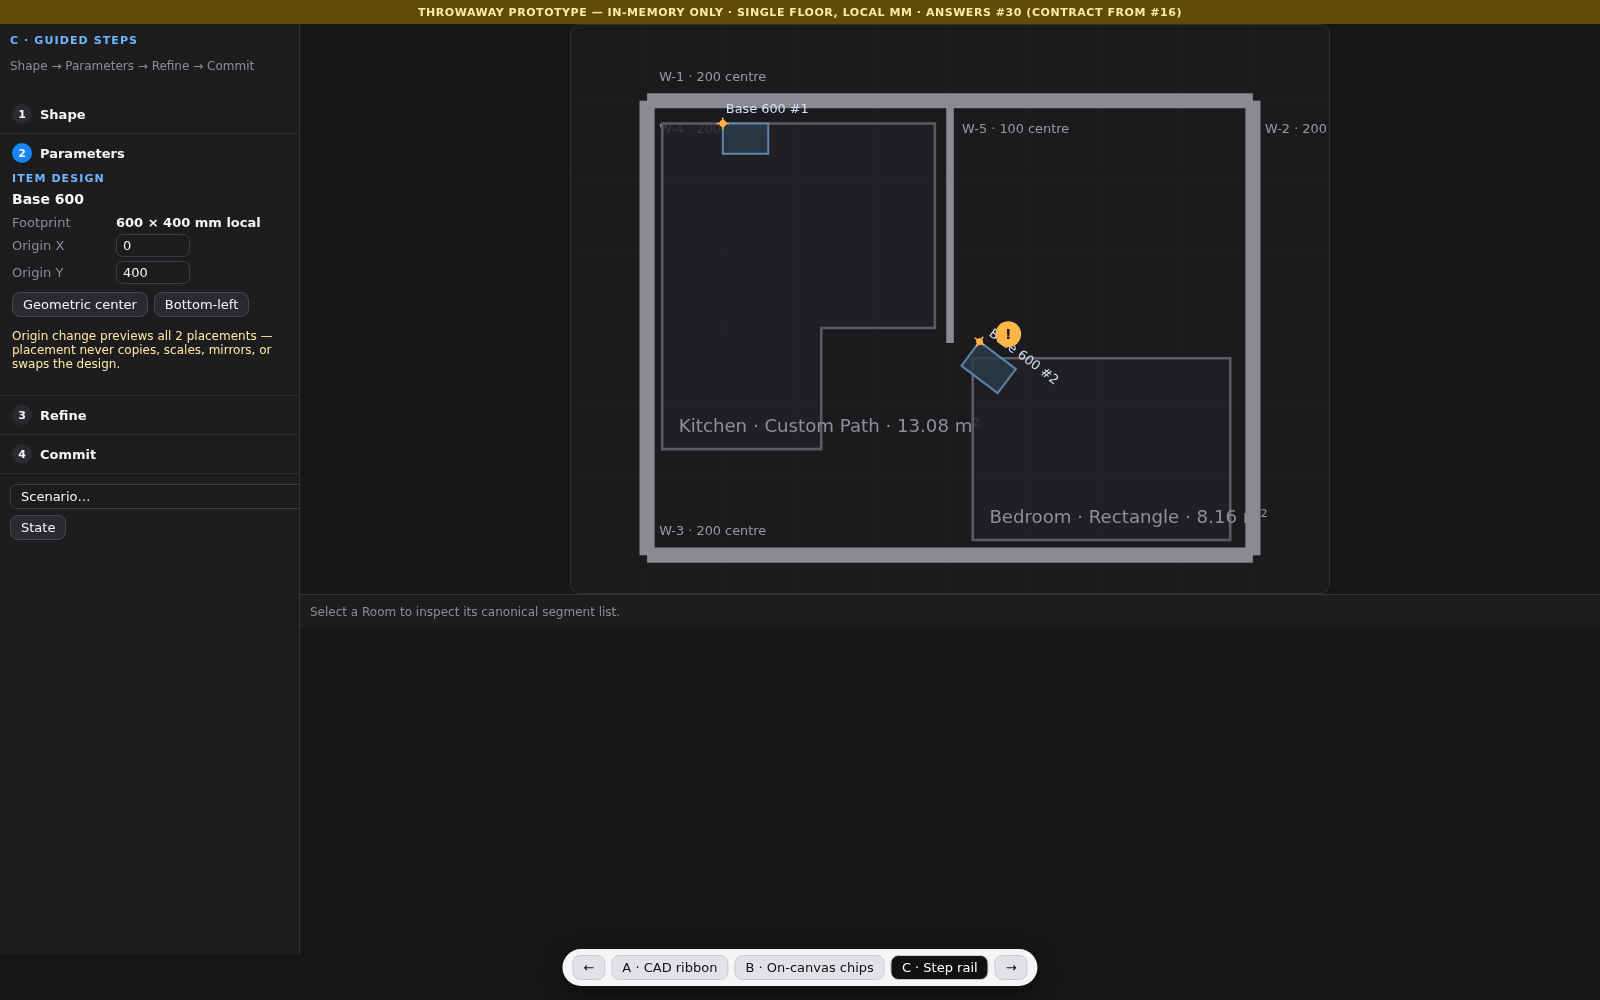 THROWAWAY PROTOTYPE — IN-MEMORY ONLY · SINGLE FLOOR, LOCAL MM · ANSWERS #30 (CONTRACT FROM #16)
C · GUIDED STEPS
Shape → Parameters → Refine → Commit
1 Shape
2 Parameters
ITEM DESIGN
Base 600
Footprint 600 × 400 mm local
Origin X 0
Origin Y 400
Geometric center Bottom-left
Origin change previews all 2 placements —
placement never copies, scales, mirrors, or
swaps the design.
3 Refine
4 Commit
Scenario...
State
W-1 · 200 centre
Base 600 #1
W-4 · 200
W-5 · 100 centre
W-2 · 200
!
600 #2
Kitchen · Custom Path · 13.08 m²
Bedroom · Rectangle · 8.16 m²
W-3 · 200 centre
Select a Room to inspect its canonical segment list.
← A · CAD ribbon B · On-canvas chips C · Step rail →